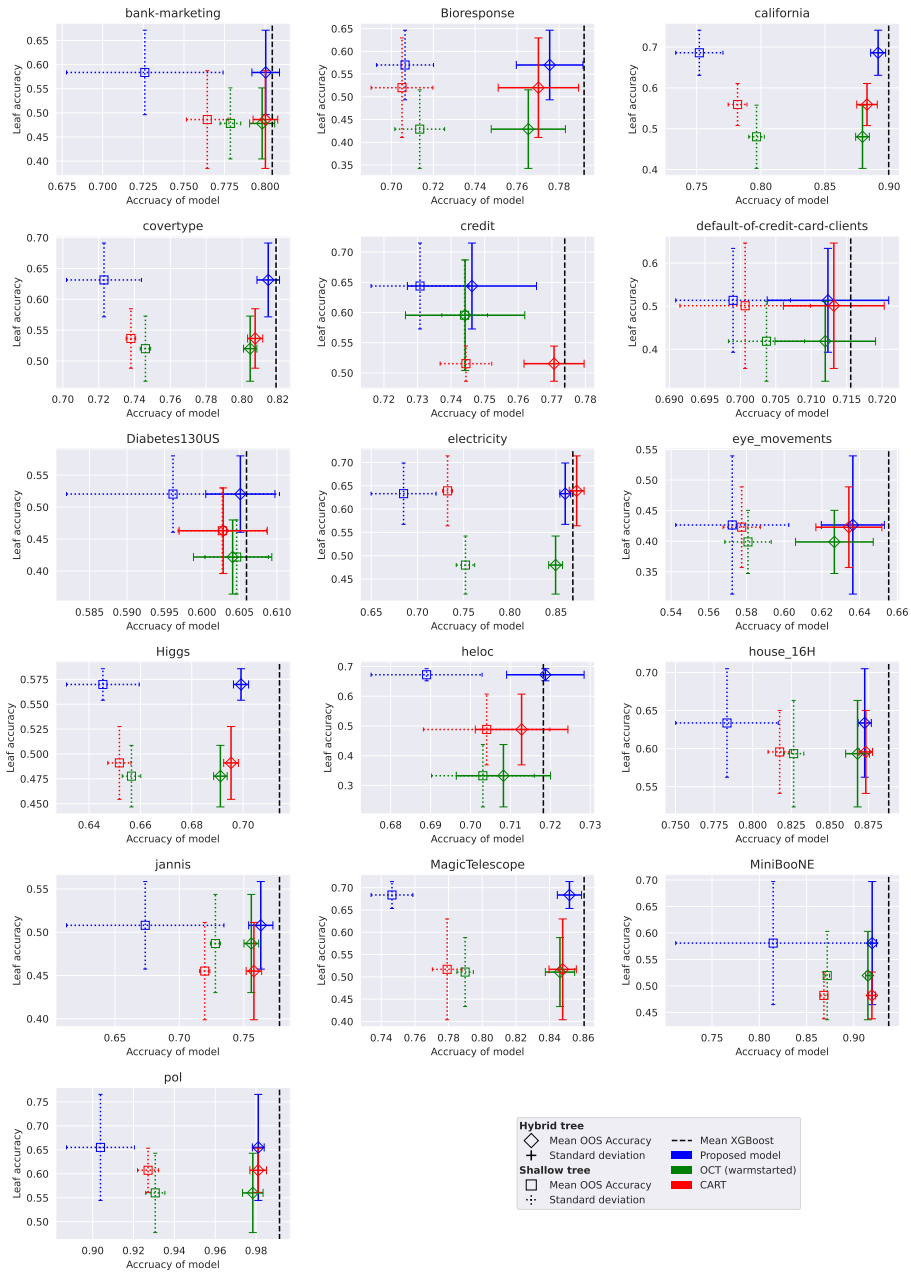 bank-marketing
Leaf accuracy
0.65
0.60
0.55
0.50
0.45
0.40
0.675 0.700 0.725 0.750 0.775 0.800
Accruacy of model
Bioresponse
Leaf accuracy
0.65
0.60
0.55
0.50
0.45
0.40
0.35
0.70 0.72 0.74 0.76 0.78
Accruacy of model
california
Leaf accuracy
0.7
0.6
0.5
0.4
0.75 0.80 0.85 0.90
Accruacy of model
covertype
Leaf accuracy
0.70
0.65
0.60
0.55
0.50
0.70 0.72 0.74 0.76 0.78 0.80 0.82
Accruacy of model
credit
Leaf accuracy
0.70
0.65
0.60
0.55
0.50
0.72 0.73 0.74 0.75 0.76 0.77 0.78
Accruacy of model
default-of-credit-card-clients
Leaf accuracy
0.6
0.5
0.4
0.690 0.695 0.700 0.705 0.710 0.715 0.720
Accruacy of model
Diabetes130US
Leaf accuracy
0.55
0.50
0.45
0.40
0.585 0.590 0.595 0.600 0.605 0.610
Accruacy of model
electricity
Leaf accuracy
0.70
0.65
0.60
0.55
0.50
0.45
0.65 0.70 0.75 0.80 0.85
Accruacy of model
eye_movements
Leaf accuracy
0.55
0.50
0.45
0.40
0.35
0.54 0.56 0.58 0.60 0.62 0.64 0.66
Accruacy of model
Higgs
Leaf accuracy
0.575
0.550
0.525
0.500
0.475
0.450
0.64 0.66 0.68 0.70
Accruacy of model
heloc
Leaf accuracy
0.7
0.6
0.5
0.4
0.3
0.68 0.69 0.70 0.71 0.72 0.73
Accruacy of model
house_16H
Leaf accuracy
0.70
0.65
0.60
0.55
0.750 0.775 0.800 0.825 0.850 0.875
Accruacy of model
jannis
Leaf accuracy
0.55
0.50
0.45
0.40
0.65 0.70 0.75
Accruacy of model
MagicTelescope
Leaf accuracy
0.70
0.65
0.60
0.55
0.50
0.45
0.40
0.74 0.76 0.78 0.80 0.82 0.84 0.86
Accruacy of model
MiniBooNE
Leaf accuracy
0.70
0.65
0.60
0.55
0.50
0.45
0.75 0.80 0.85 0.90
Accruacy of model
pol
Leaf accuracy
0.75
0.70
0.65
0.60
0.55
0.50
0.90 0.92 0.94 0.96 0.98
Accruacy of model
Hybrid tree
Mean OOS Accuracy
Standard deviation
Shallow tree
Mean OOS Accuracy
Standard deviation
Mean XGBoost
Proposed model
OCT (warmstarted)
CART